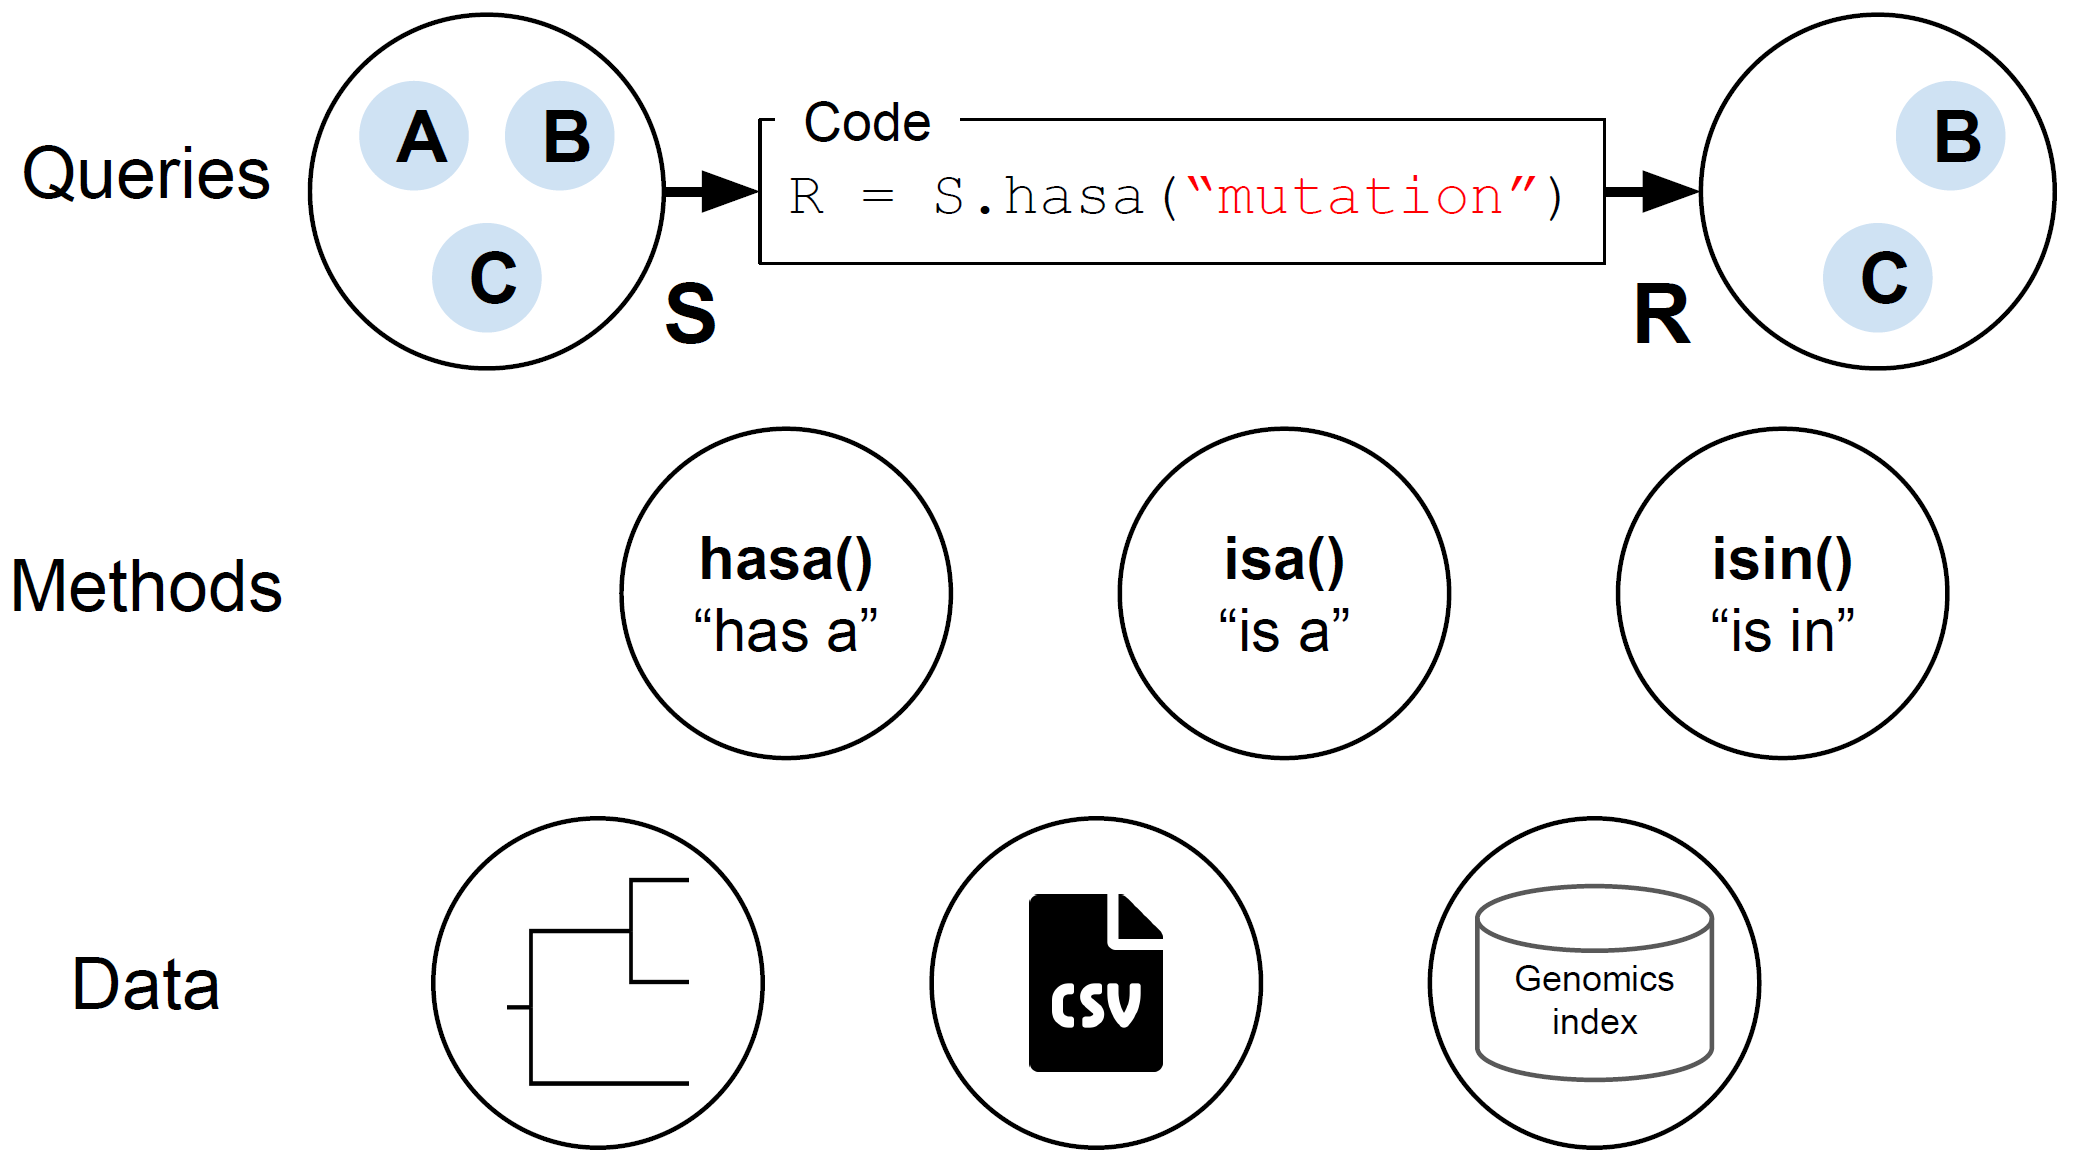 Queries
A B
C
S
Code
R = S.hasa(“mutation”)
R
B
C
Methods
hasa()
“has a”
isa()
“is a”
isin()
“is in”
Data
CSV
Genomics
index